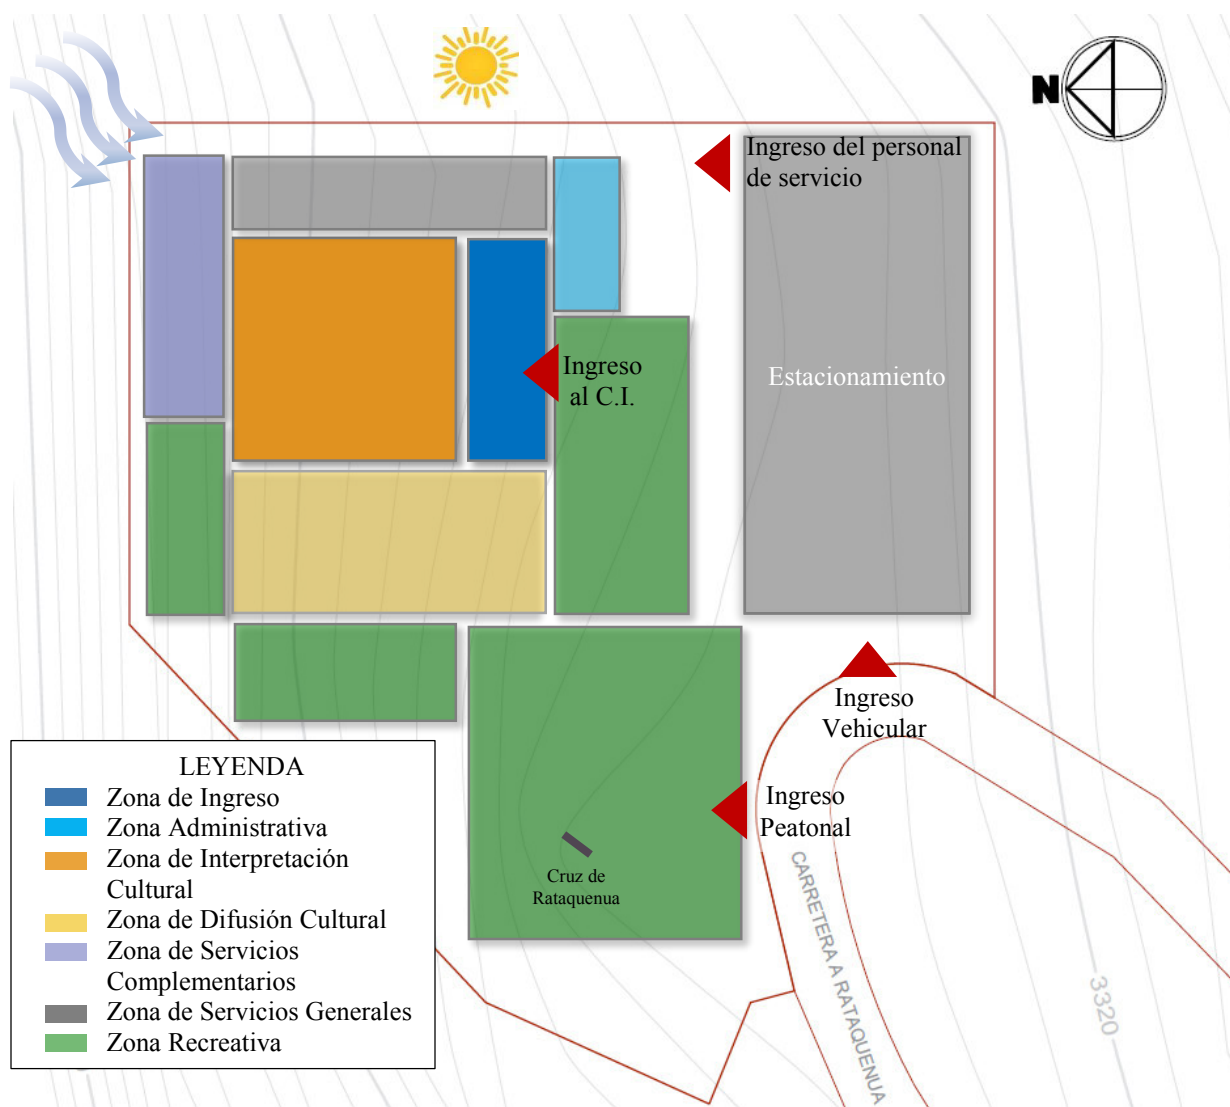 N
Ingreso del personal
de servicio
Ingreso
al C.I.
Estacionamiento
Ingreso
Vehicular
Ingreso
Peatonal
Cruz de
Rataquenua
CARRETERA A RATAQUENUA
3320
LEYENDA
Zona de Ingreso
Zona Administrativa
Zona de Interpretación
Cultural
Zona de Difusión Cultural
Zona de Servicios
Complementarios
Zona de Servicios Generales
Zona Recreativa